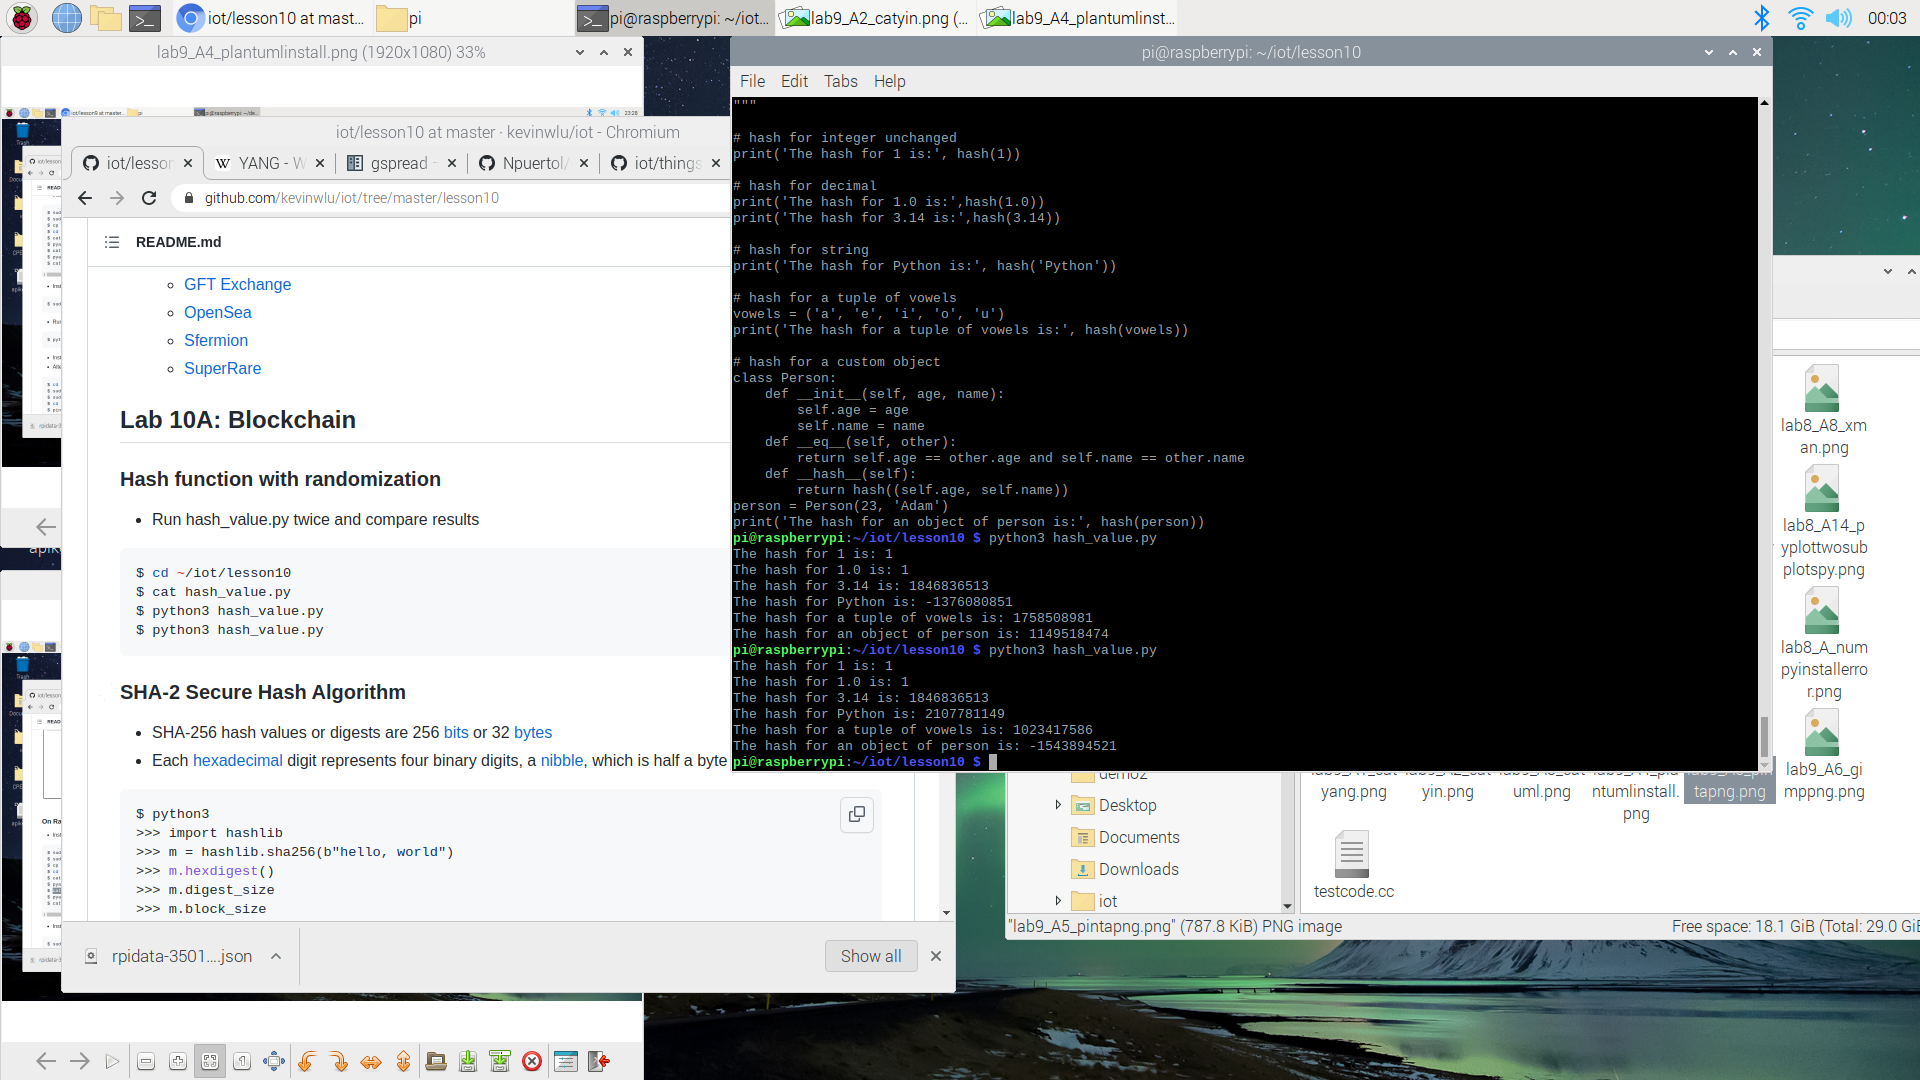 iot/lesson10 at mast...
pi
pi@raspberrypi: ~/iot...
lab9_A2_catyin.png (...
lab9_A4_plantumlinst...
00:03
lab9_A4_plantumlinstall.png (1920x1080) 33%
iot/lesson10 at master · kevinwlu/iot - Chromium
iot/lesson
YANG - W
gspread -
Npuertol/
iot/things
github.com/kevinwlu/iot/tree/master/lesson10
README.md
GFT Exchange
OpenSea
Sfermion
SuperRare
Lab 10A: Blockchain
Hash function with randomization
Run hash_value.py twice and compare results
$ cd ~/iot/lesson10
$ cat hash_value.py
$ python3 hash_value.py
$ python3 hash_value.py
SHA-2 Secure Hash Algorithm
SHA-256 hash values or digests are 256 bits or 32 bytes
Each hexadecimal digit represents four binary digits, a nibble, which is half a byte
$ python3
>>> import hashlib
>>> m = hashlib.sha256(b"hello, world")
>>> m.hexdigest()
>>> m.digest_size
>>> m.block_size
rpidata-3501....json
Show all
pi@raspberrypi: ~/iot/lesson10
File Edit Tabs Help
"""
# hash for integer unchanged
print('The hash for 1 is:', hash(1))
# hash for decimal
print('The hash for 1.0 is:',hash(1.0))
print('The hash for 3.14 is:',hash(3.14))
# hash for string
print('The hash for Python is:', hash('Python'))
# hash for a tuple of vowels
vowels = ('a', 'e', 'i', 'o', 'u')
print('The hash for a tuple of vowels is:', hash(vowels))
# hash for a custom object
class Person:
    def __init__(self, age, name):
        self.age = age
        self.name = name
    def __eq__(self, other):
        return self.age == other.age and self.name == other.name
    def __hash__(self):
        return hash((self.age, self.name))
person = Person(23, 'Adam')
print('The hash for an object of person is:', hash(person))
pi@raspberrypi:~/iot/lesson10 $ python3 hash_value.py
The hash for 1 is: 1
The hash for 1.0 is: 1
The hash for 3.14 is: 1846836513
The hash for Python is: -1376080851
The hash for a tuple of vowels is: 1758508981
The hash for an object of person is: 1149518474
pi@raspberrypi:~/iot/lesson10 $ python3 hash_value.py
The hash for 1 is: 1
The hash for 1.0 is: 1
The hash for 3.14 is: 1846836513
The hash for Python is: 2107781149
The hash for a tuple of vowels is: 1023417586
The hash for an object of person is: -1543894521
pi@raspberrypi:~/iot/lesson10 $
lab8_A8_xm
an.png
lab8_A14_p
yplottwosub
plotspy.png
lab8_A_num
pyinstallerro
r.png
lab9_A6_gi
mppng.png
yang.png
yin.png
uml.png
ntumlinstall.
png
tapng.png
testcode.cc
demo2
Desktop
Documents
Downloads
iot
"lab9_A5_pintapng.png" (787.8 KiB) PNG image
Free space: 18.1 GiB (Total: 29.0 GiB